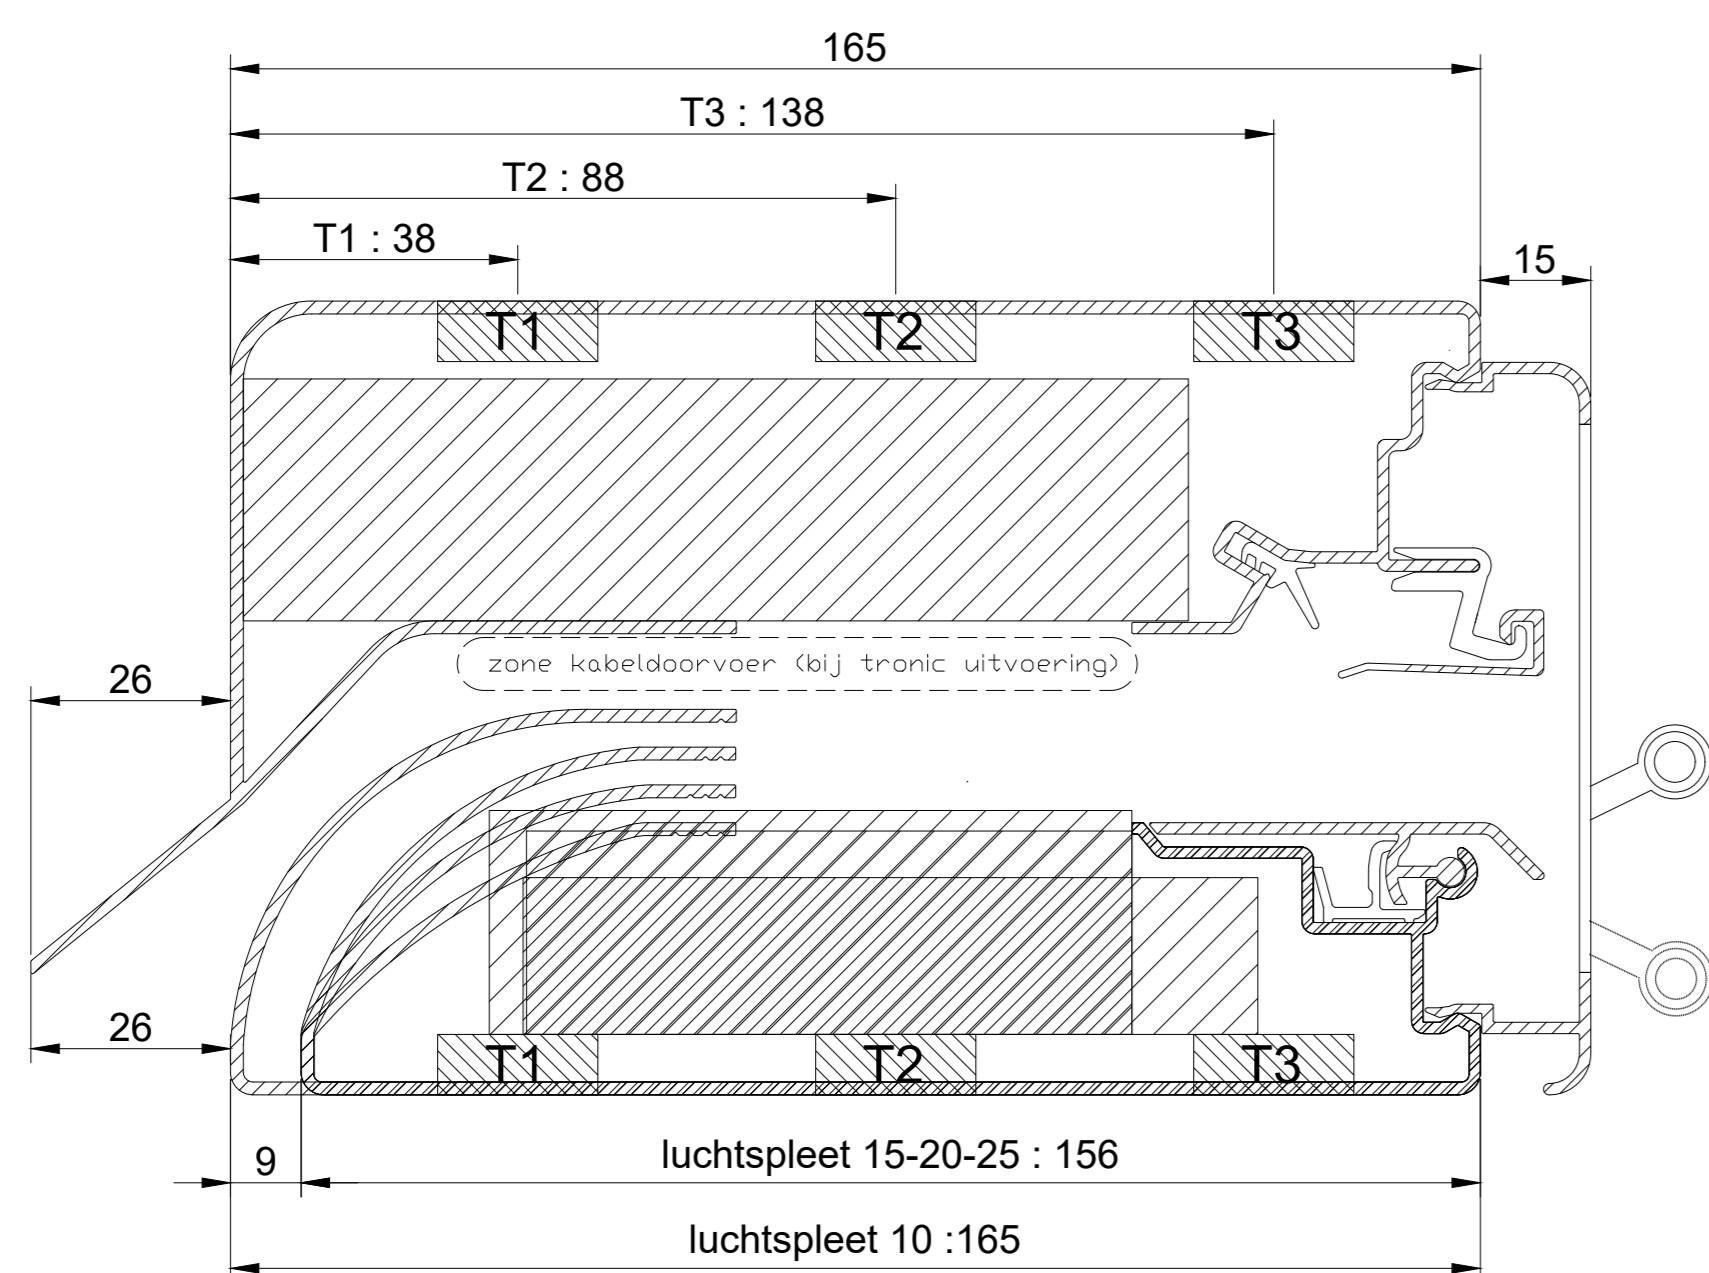 165
T3 : 138
T2 : 88
T1 : 38
15
T1 T2 T3
zone kabeldoorvoer (bij tronic uitvoering)
26
26
T1 T2 T3
9
luchtspleet 15-20-25 : 156
luchtspleet 10 :165